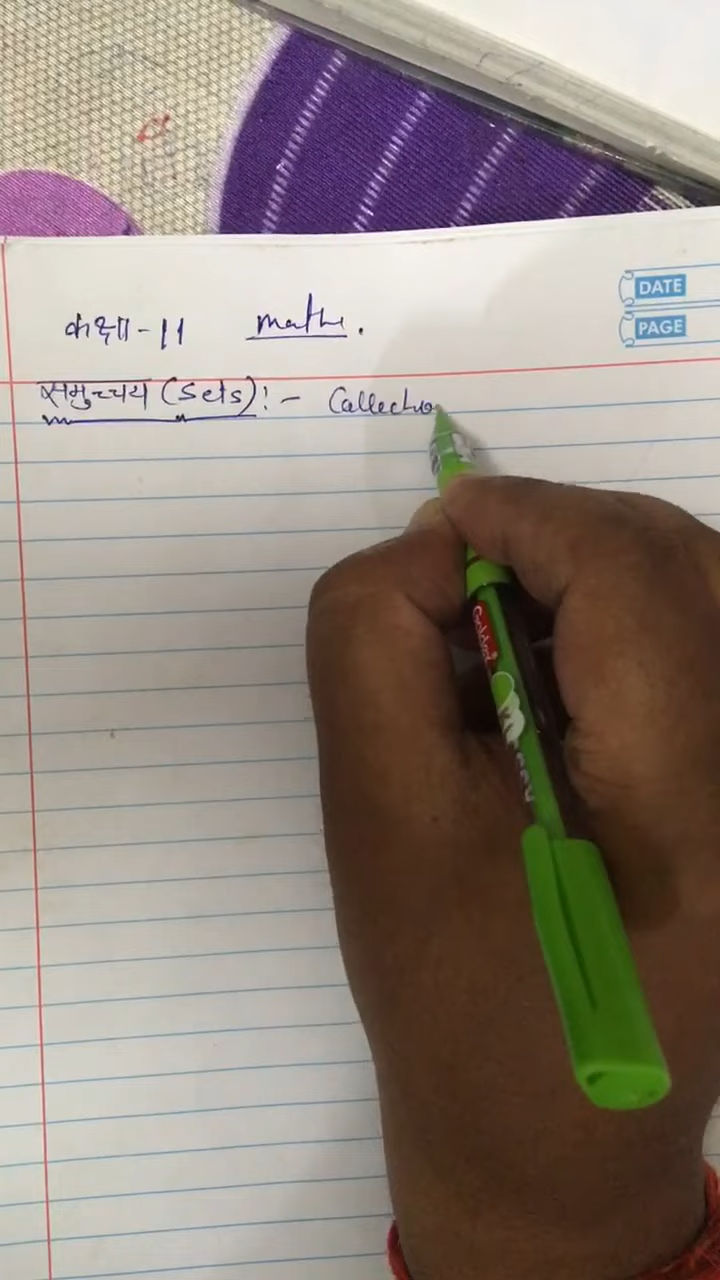 DATE
PAGE
कक्षा-11 maths.
समुच्चय (Sets):- Collectio